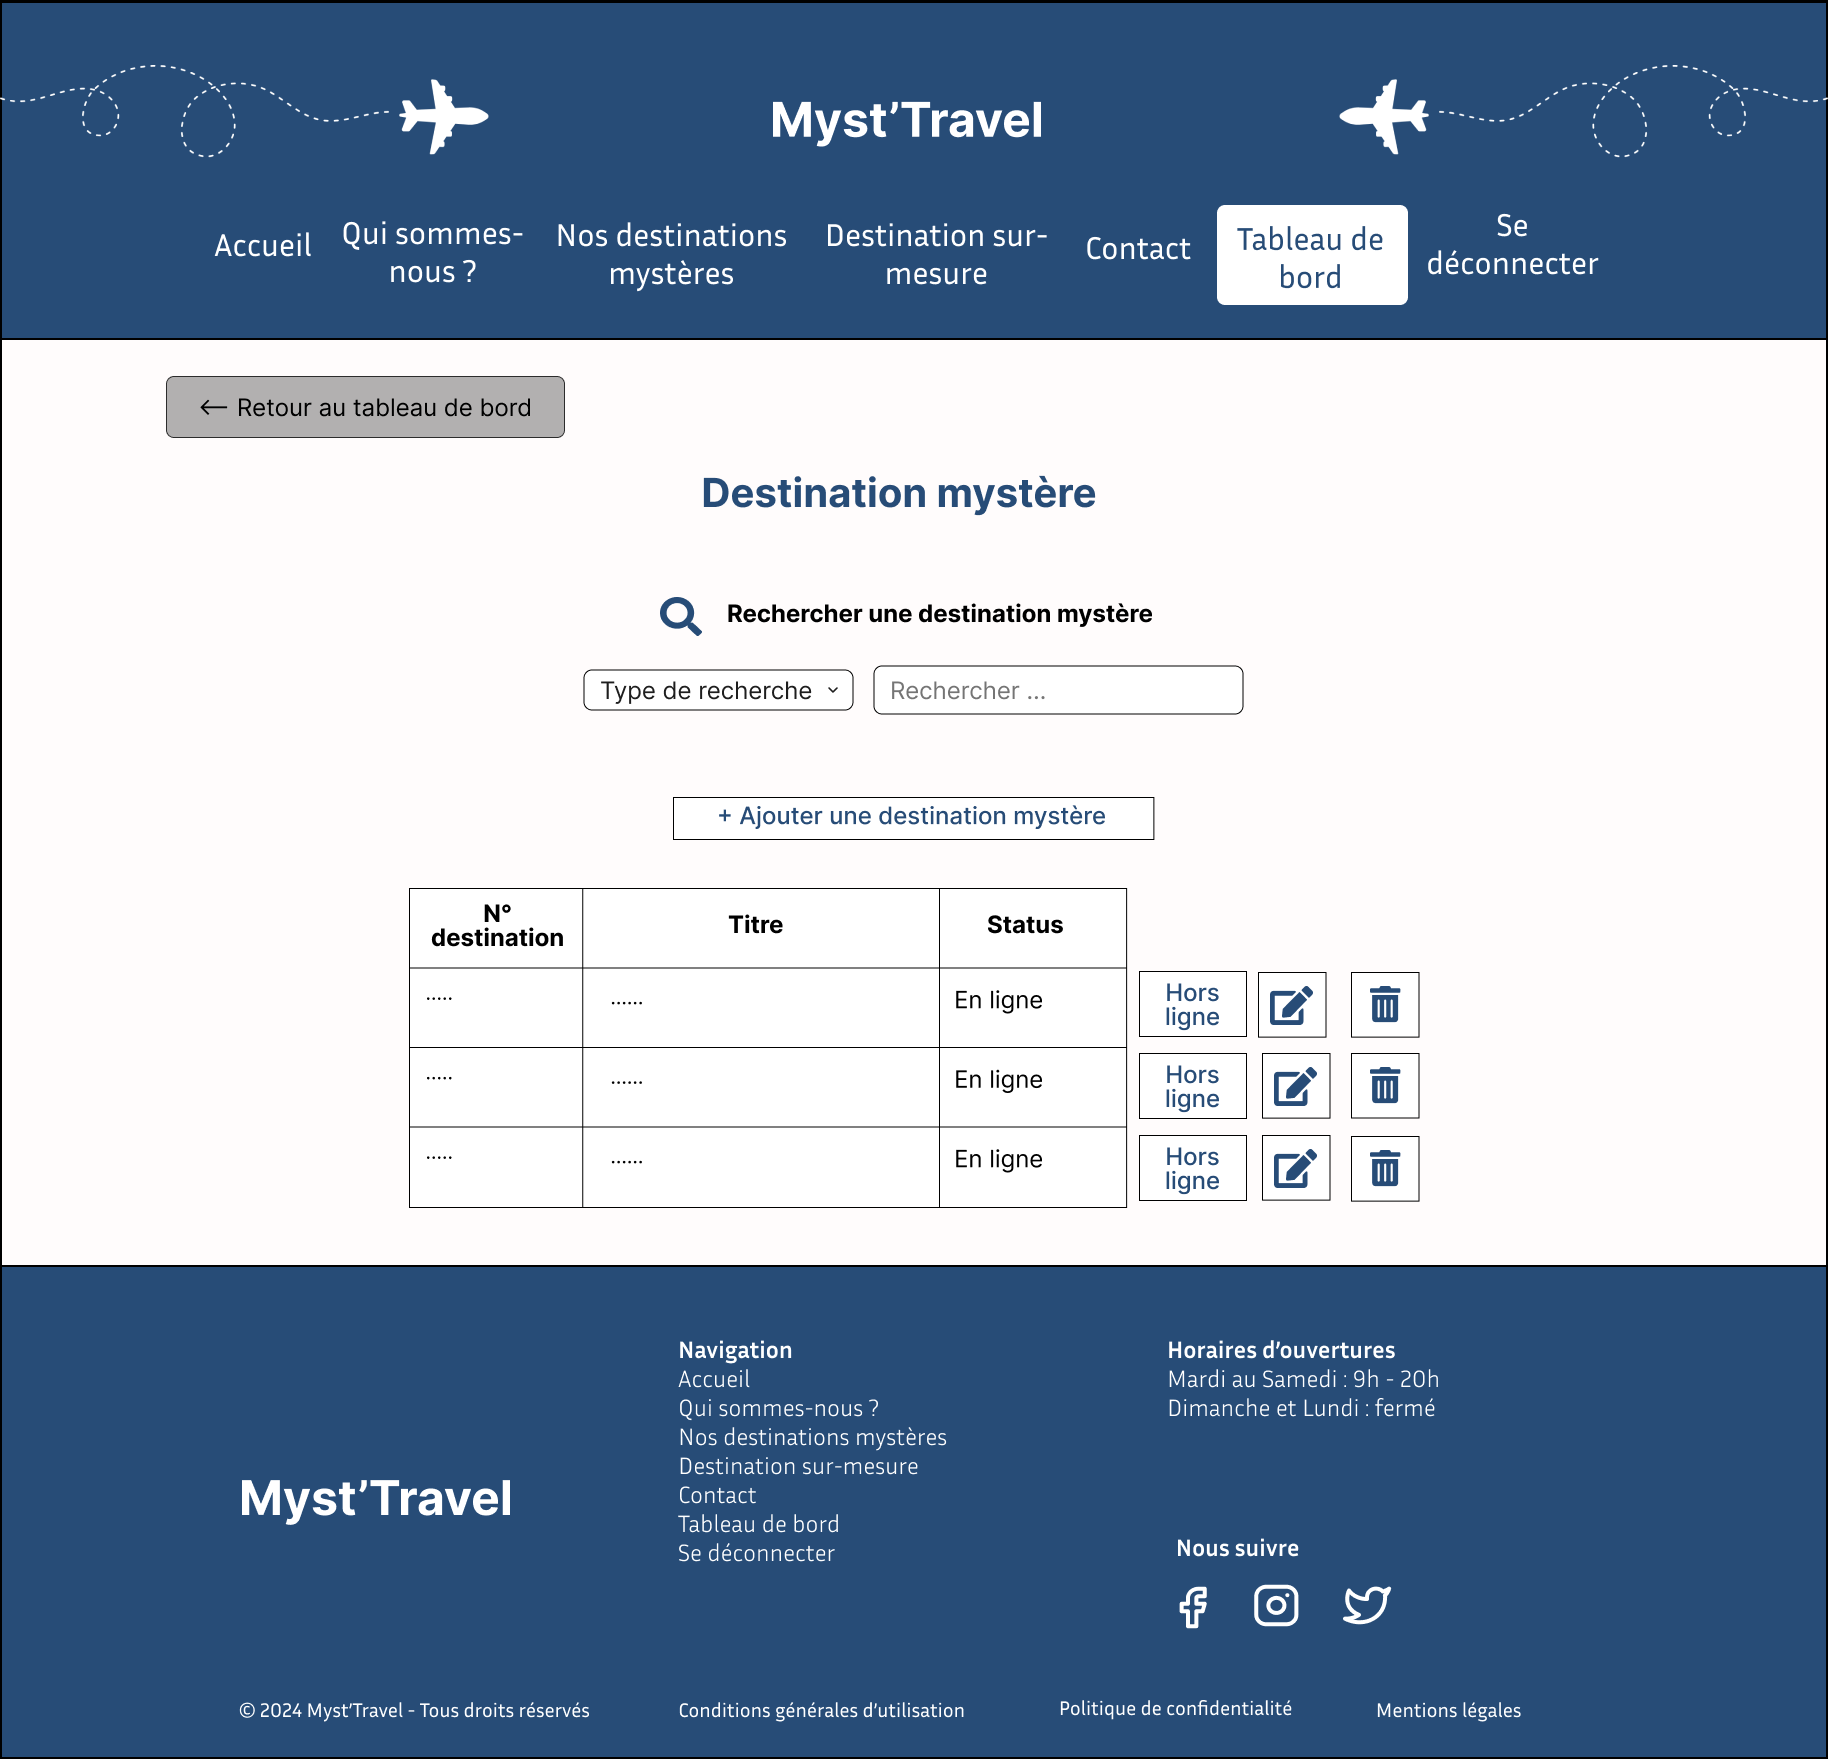 Myst’Travel
Accueil
Qui sommes-
nous ?
Nos destinations
mystères
Destination sur-
mesure
Contact
Tableau de
bord
Se
déconnecter
Retour au tableau de bord
Destination mystère
Rechercher une destination mystère
Type de recherche
Rechercher ...
+ Ajouter une destination mystère
N°
destination
Titre
Status
.....
......
En ligne
Hors
ligne
.....
......
En ligne
Hors
ligne
.....
......
En ligne
Hors
ligne
Myst’Travel
Navigation
Accueil
Qui sommes-nous ?
Nos destinations mystères
Destination sur-mesure
Contact
Tableau de bord
Se déconnecter
Horaires d’ouvertures
Mardi au Samedi : 9h - 20h
Dimanche et Lundi : fermé
Nous suivre
© 2024 Myst’Travel - Tous droits réservés
Conditions générales d’utilisation
Politique de confidentialité
Mentions légales